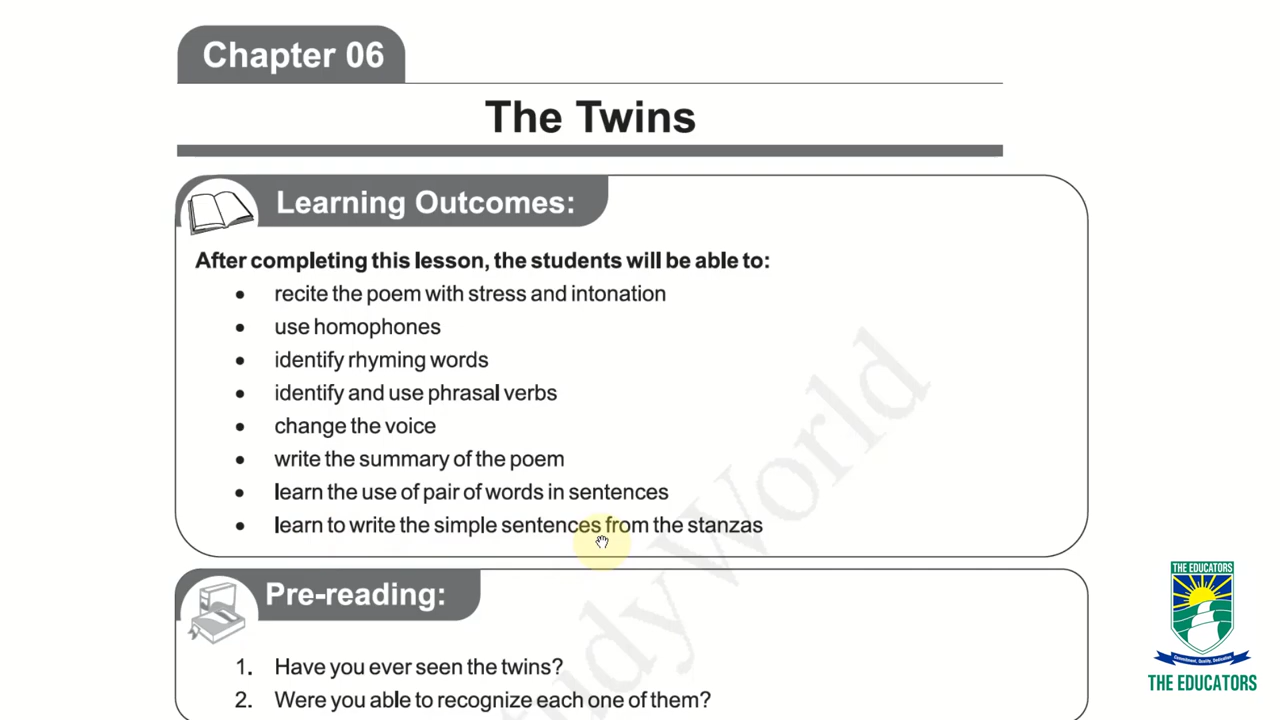 Chapter 06
The Twins
Learning Outcomes:
After completing this lesson, the students will be able to:
• recite the poem with stress and intonation
• use homophones
• identify rhyming words
• identify and use phrasal verbs
• change the voice
• write the summary of the poem
• learn the use of pair of words in sentences
• learn to write the simple sentences from the stanzas
Pre-reading:
1. Have you ever seen the twins?
2. Were you able to recognize each one of them?
THE EDUCATORS
Commitment, Quality, Dedication
THE EDUCATORS